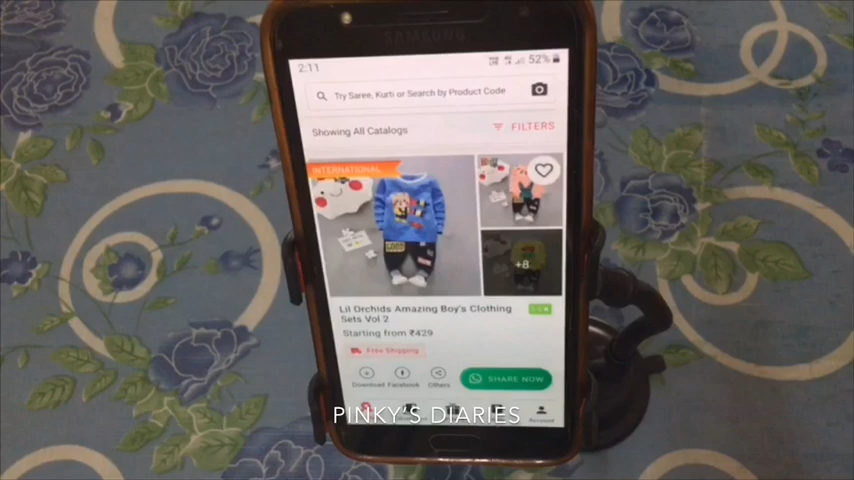 SAMSUNG
2:11
52%
Try Saree, Kurti or Search by Product Code
Showing All Catalogs
FILTERS
INTERNATIONAL
+8
Lil Orchids Amazing Boy's Clothing
Sets Vol 2
Starting from ₹429
Free Shipping
SHARE NOW
Download Facebook Others
PINKY'S DIARIES
Account